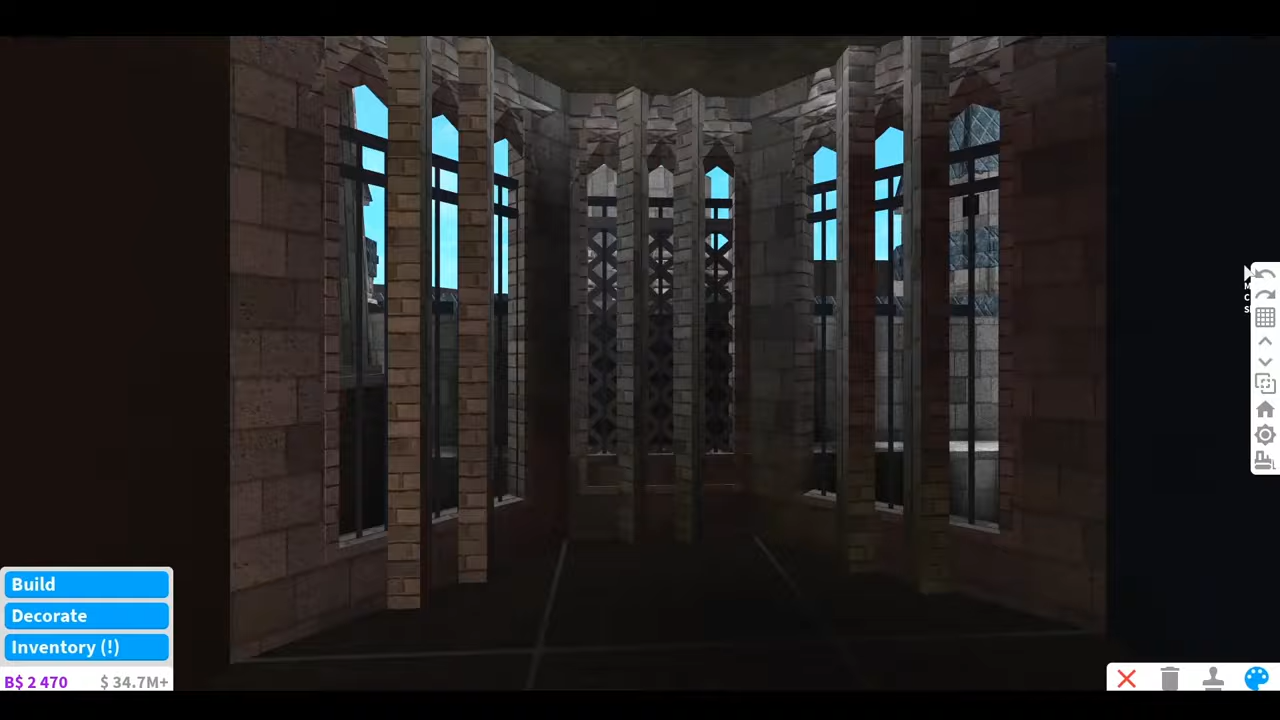 M
C
S
Build
Decorate
Inventory (!)
B$ 2 470 $ 34.7M+